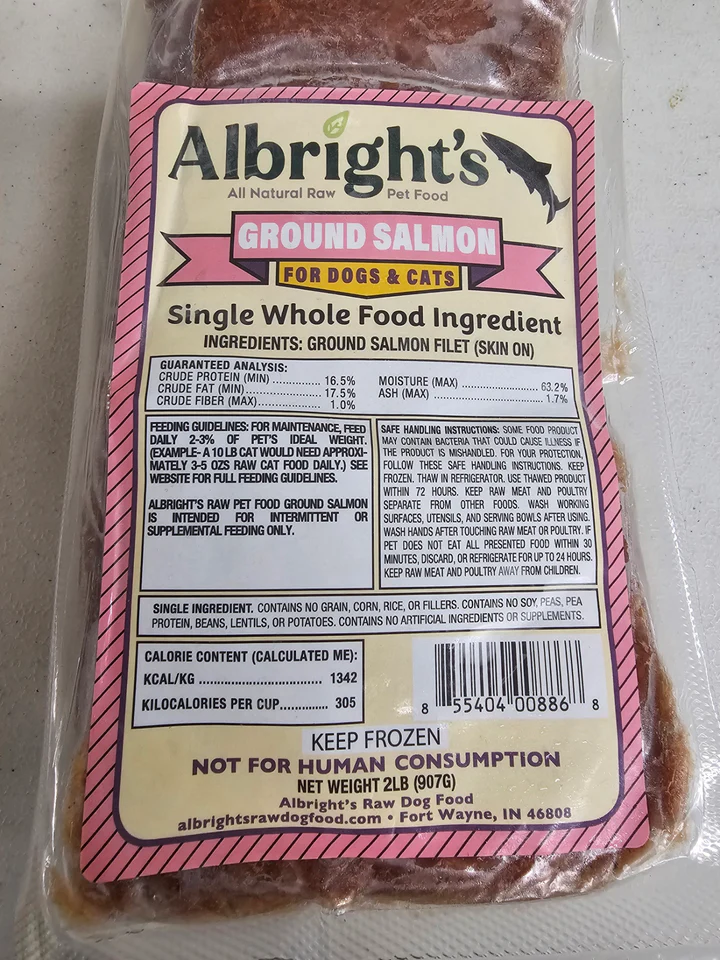 Albright's
All Natural Raw Pet Food
GROUND SALMON
FOR DOGS & CATS
Single Whole Food Ingredient
INGREDIENTS: GROUND SALMON FILET (SKIN ON)
GUARANTEED ANALYSIS:
CRUDE PROTEIN (MIN) ............ 16.5%
CRUDE FAT (MIN)........................ 17.5%
CRUDE FIBER (MAX)..................... 1.0%
MOISTURE (MAX) ........................... 63.2%
ASH (MAX) ..................................... 1.7%
FEEDING GUIDELINES: FOR MAINTENANCE, FEED
DAILY 2-3% OF PET'S IDEAL WEIGHT.
(EXAMPLE- A 10 LB CAT WOULD NEED APPROXI-
MATELY 3-5 OZS RAW CAT FOOD DAILY.) SEE
WEBSITE FOR FULL FEEDING GUIDELINES.
ALBRIGHT'S RAW PET FOOD GROUND SALMON
IS INTENDED FOR INTERMITTENT OR
SUPPLEMENTAL FEEDING ONLY.
SAFE HANDLING INSTRUCTIONS: SOME FOOD PRODUCT
MAY CONTAIN BACTERIA THAT COULD CAUSE ILLNESS IF
THE PRODUCT IS MISHANDLED. FOR YOUR PROTECTION,
FOLLOW THESE SAFE HANDLING INSTRUCTIONS. KEEP
FROZEN. THAW IN REFRIGERATOR. USE THAWED PRODUCT
WITHIN 72 HOURS. KEEP RAW MEAT AND POULTRY
SEPARATE FROM OTHER FOODS. WASH WORKING
SURFACES, UTENSILS, AND SERVING BOWLS AFTER USING.
WASH HANDS AFTER TOUCHING RAW MEAT OR POULTRY. IF
PET DOES NOT EAT ALL PRESENTED FOOD WITHIN 30
MINUTES, DISCARD, OR REFRIGERATE FOR UP TO 24 HOURS.
KEEP RAW MEAT AND POULTRY AWAY FROM CHILDREN.
SINGLE INGREDIENT. CONTAINS NO GRAIN, CORN, RICE, OR FILLERS. CONTAINS NO SOY, PEAS, PEA
PROTEIN, BEANS, LENTILS, OR POTATOES. CONTAINS NO ARTIFICIAL INGREDIENTS OR SUPPLEMENTS.
CALORIE CONTENT (CALCULATED ME):
KCAL/KG ................................ 1342
KILOCALORIES PER CUP............. 305
8 55404 00886 8
KEEP FROZEN
NOT FOR HUMAN CONSUMPTION
NET WEIGHT 2LB (907G)
Albright's Raw Dog Food
albrightsrawdogfood.com • Fort Wayne, IN 46808